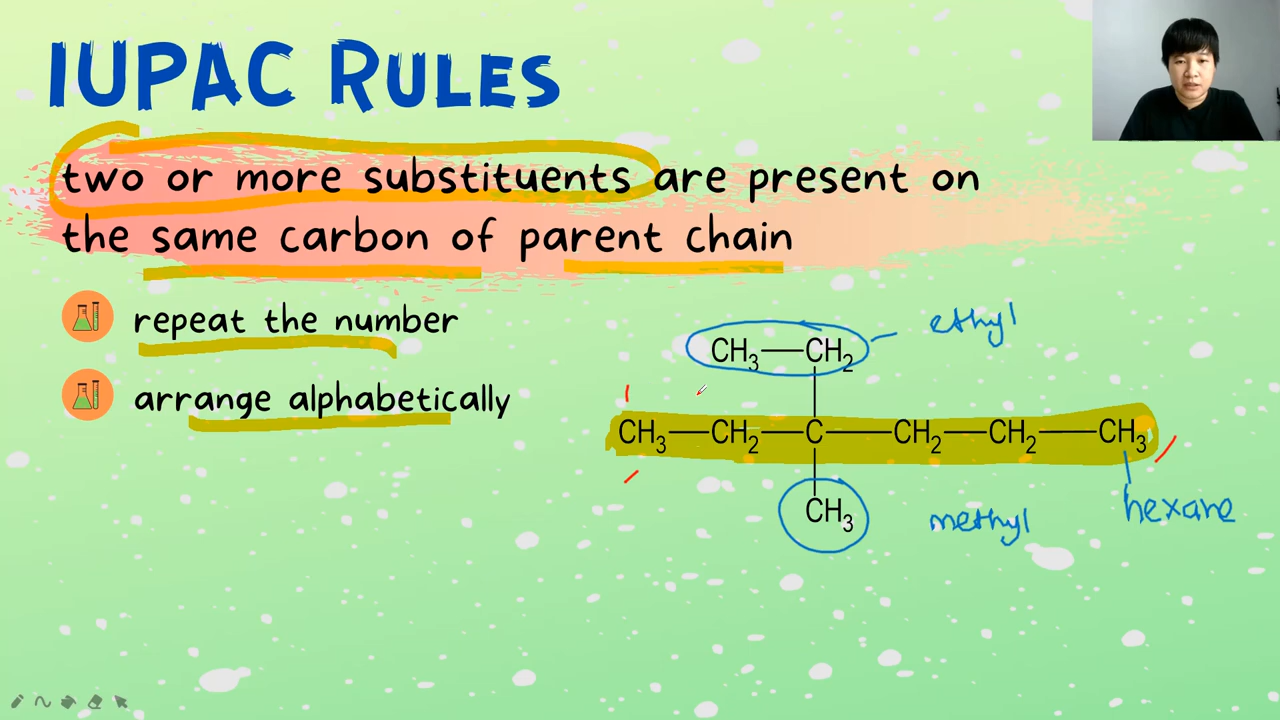 IUPAC RULES
two or more substituents are present on
the same carbon of parent chain
repeat the number
arrange alphabetically
ethyl
CH3—CH2
CH3—CH2—C—CH2—CH2—CH3
CH3
methyl
hexane